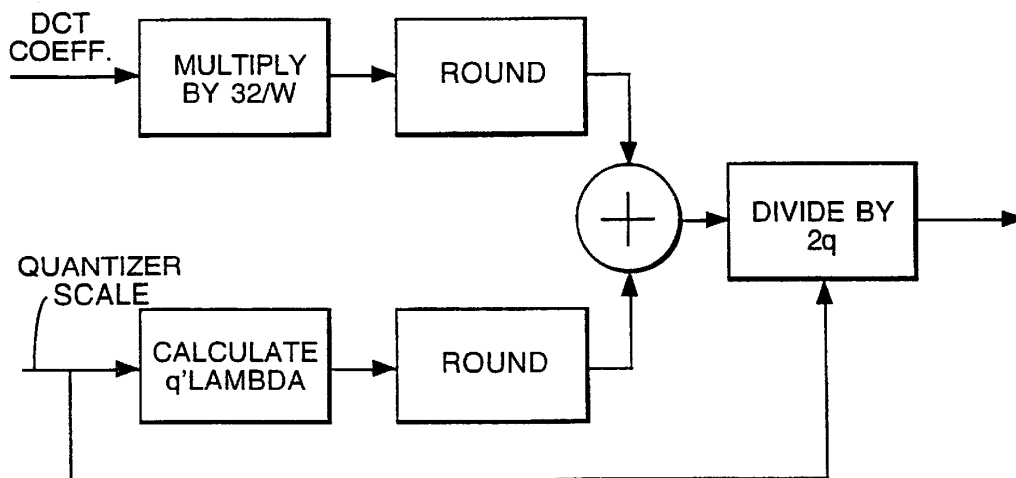 DCT
COEFF.
MULTIPLY
BY 32/W
ROUND
DIVIDE BY
2q
QUANTIZER
SCALE
CALCULATE
q'LAMBDA
ROUND